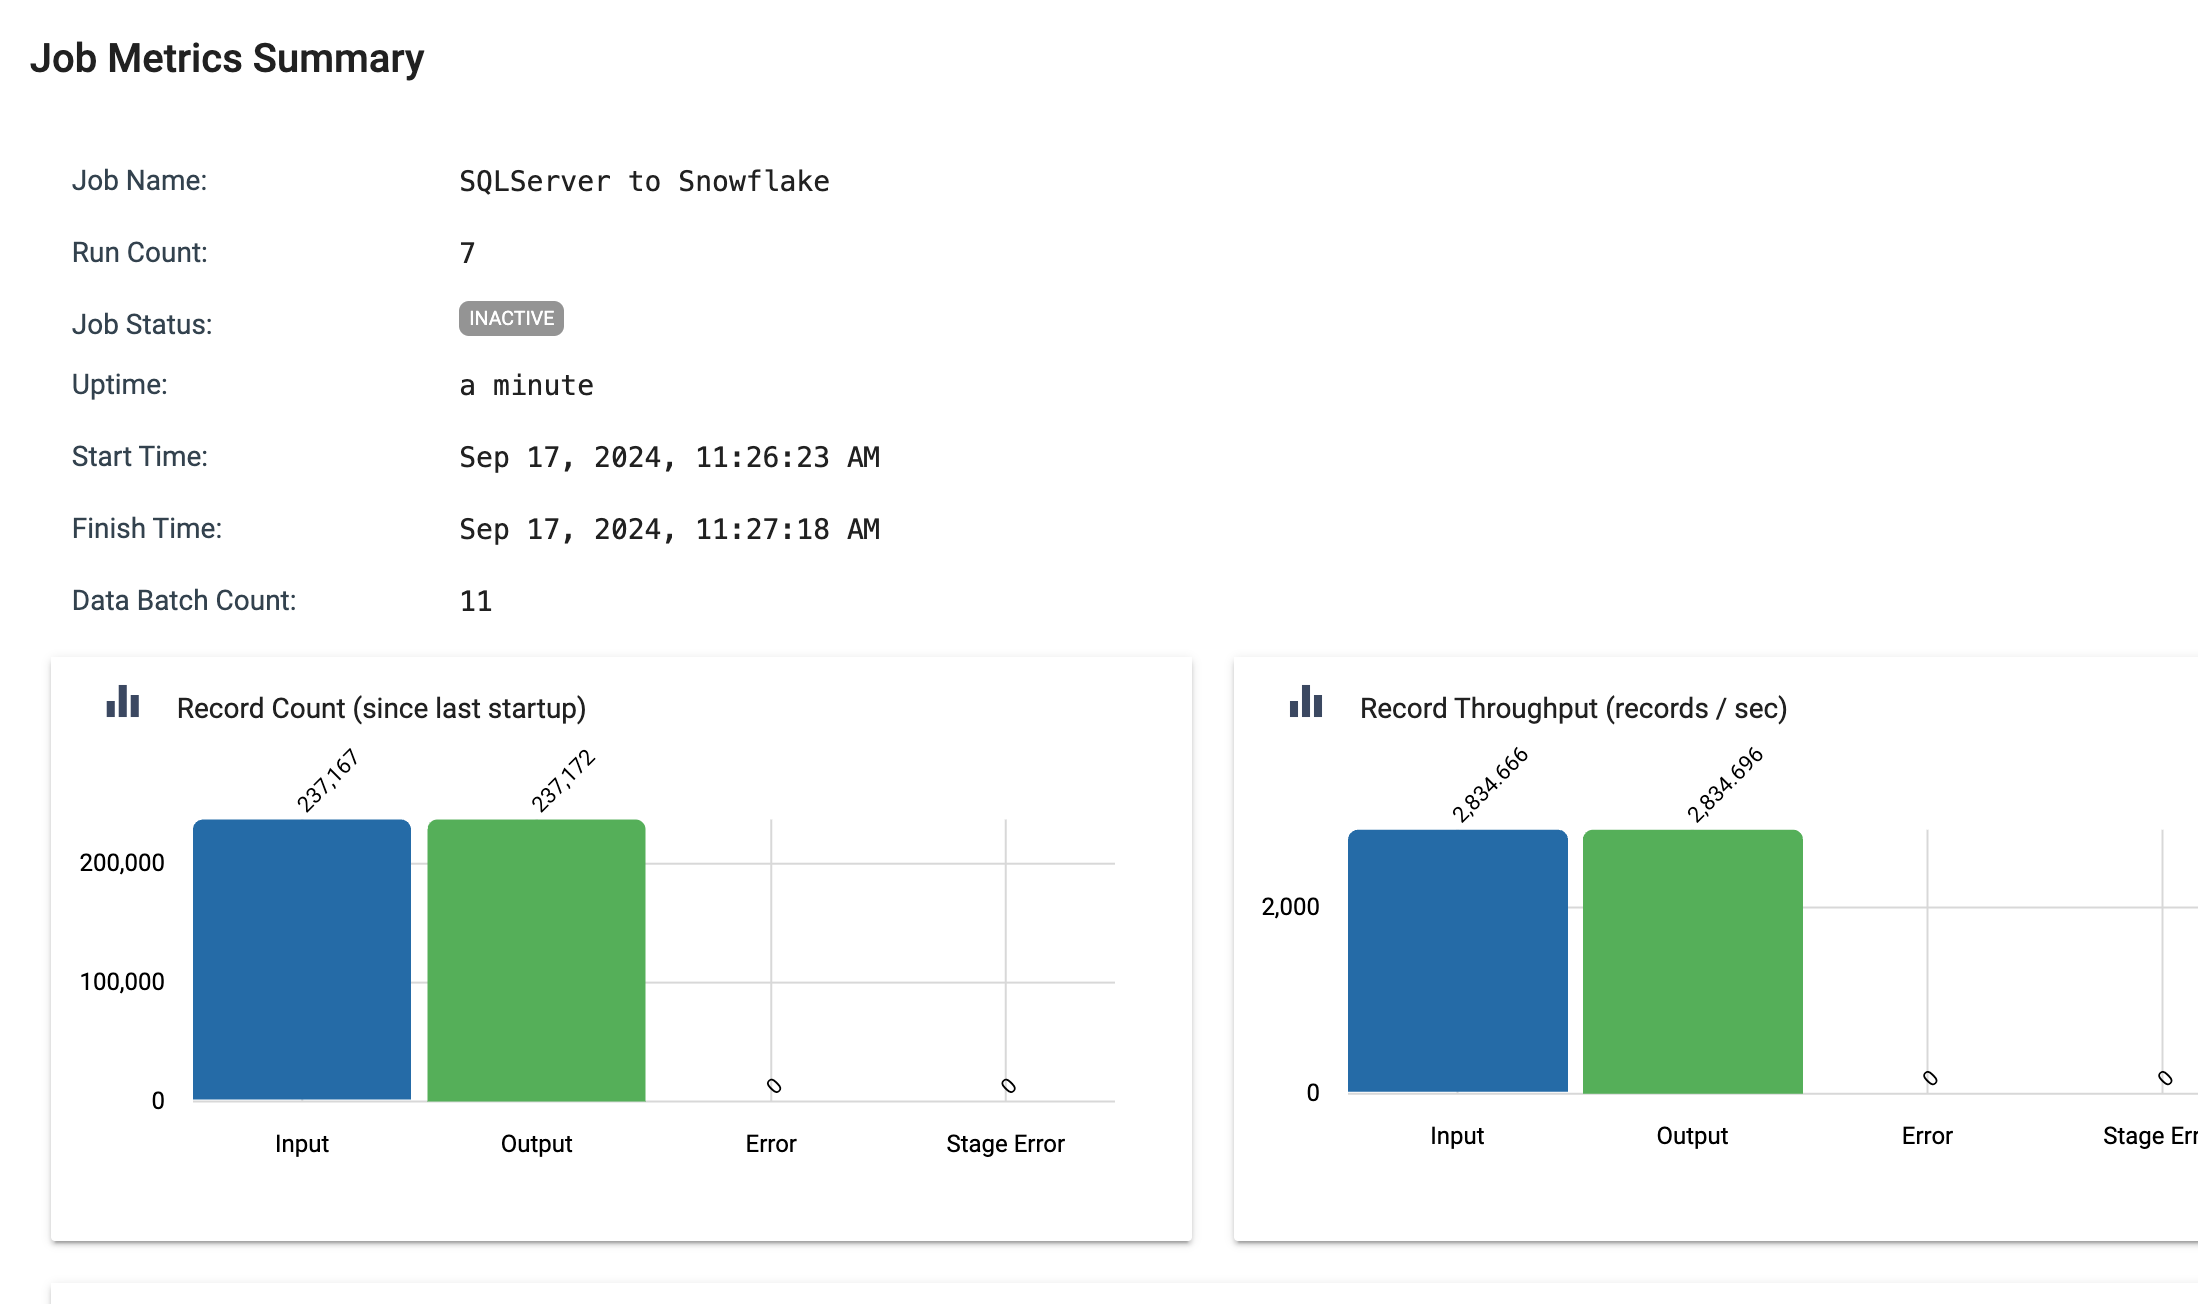 Job Metrics Summary
Job Name: SQLServer to Snowflake
Run Count: 7
Job Status: INACTIVE
Uptime: a minute
Start Time: Sep 17, 2024, 11:26:23 AM
Finish Time: Sep 17, 2024, 11:27:18 AM
Data Batch Count: 11
Record Count (since last startup)
237,167 237,172
200,000
100,000
0 0 0
Input Output Error Stage Error
Record Throughput (records / sec)
2,834.666 2,834.696
2,000
0 0 0
Input Output Error Stage Err